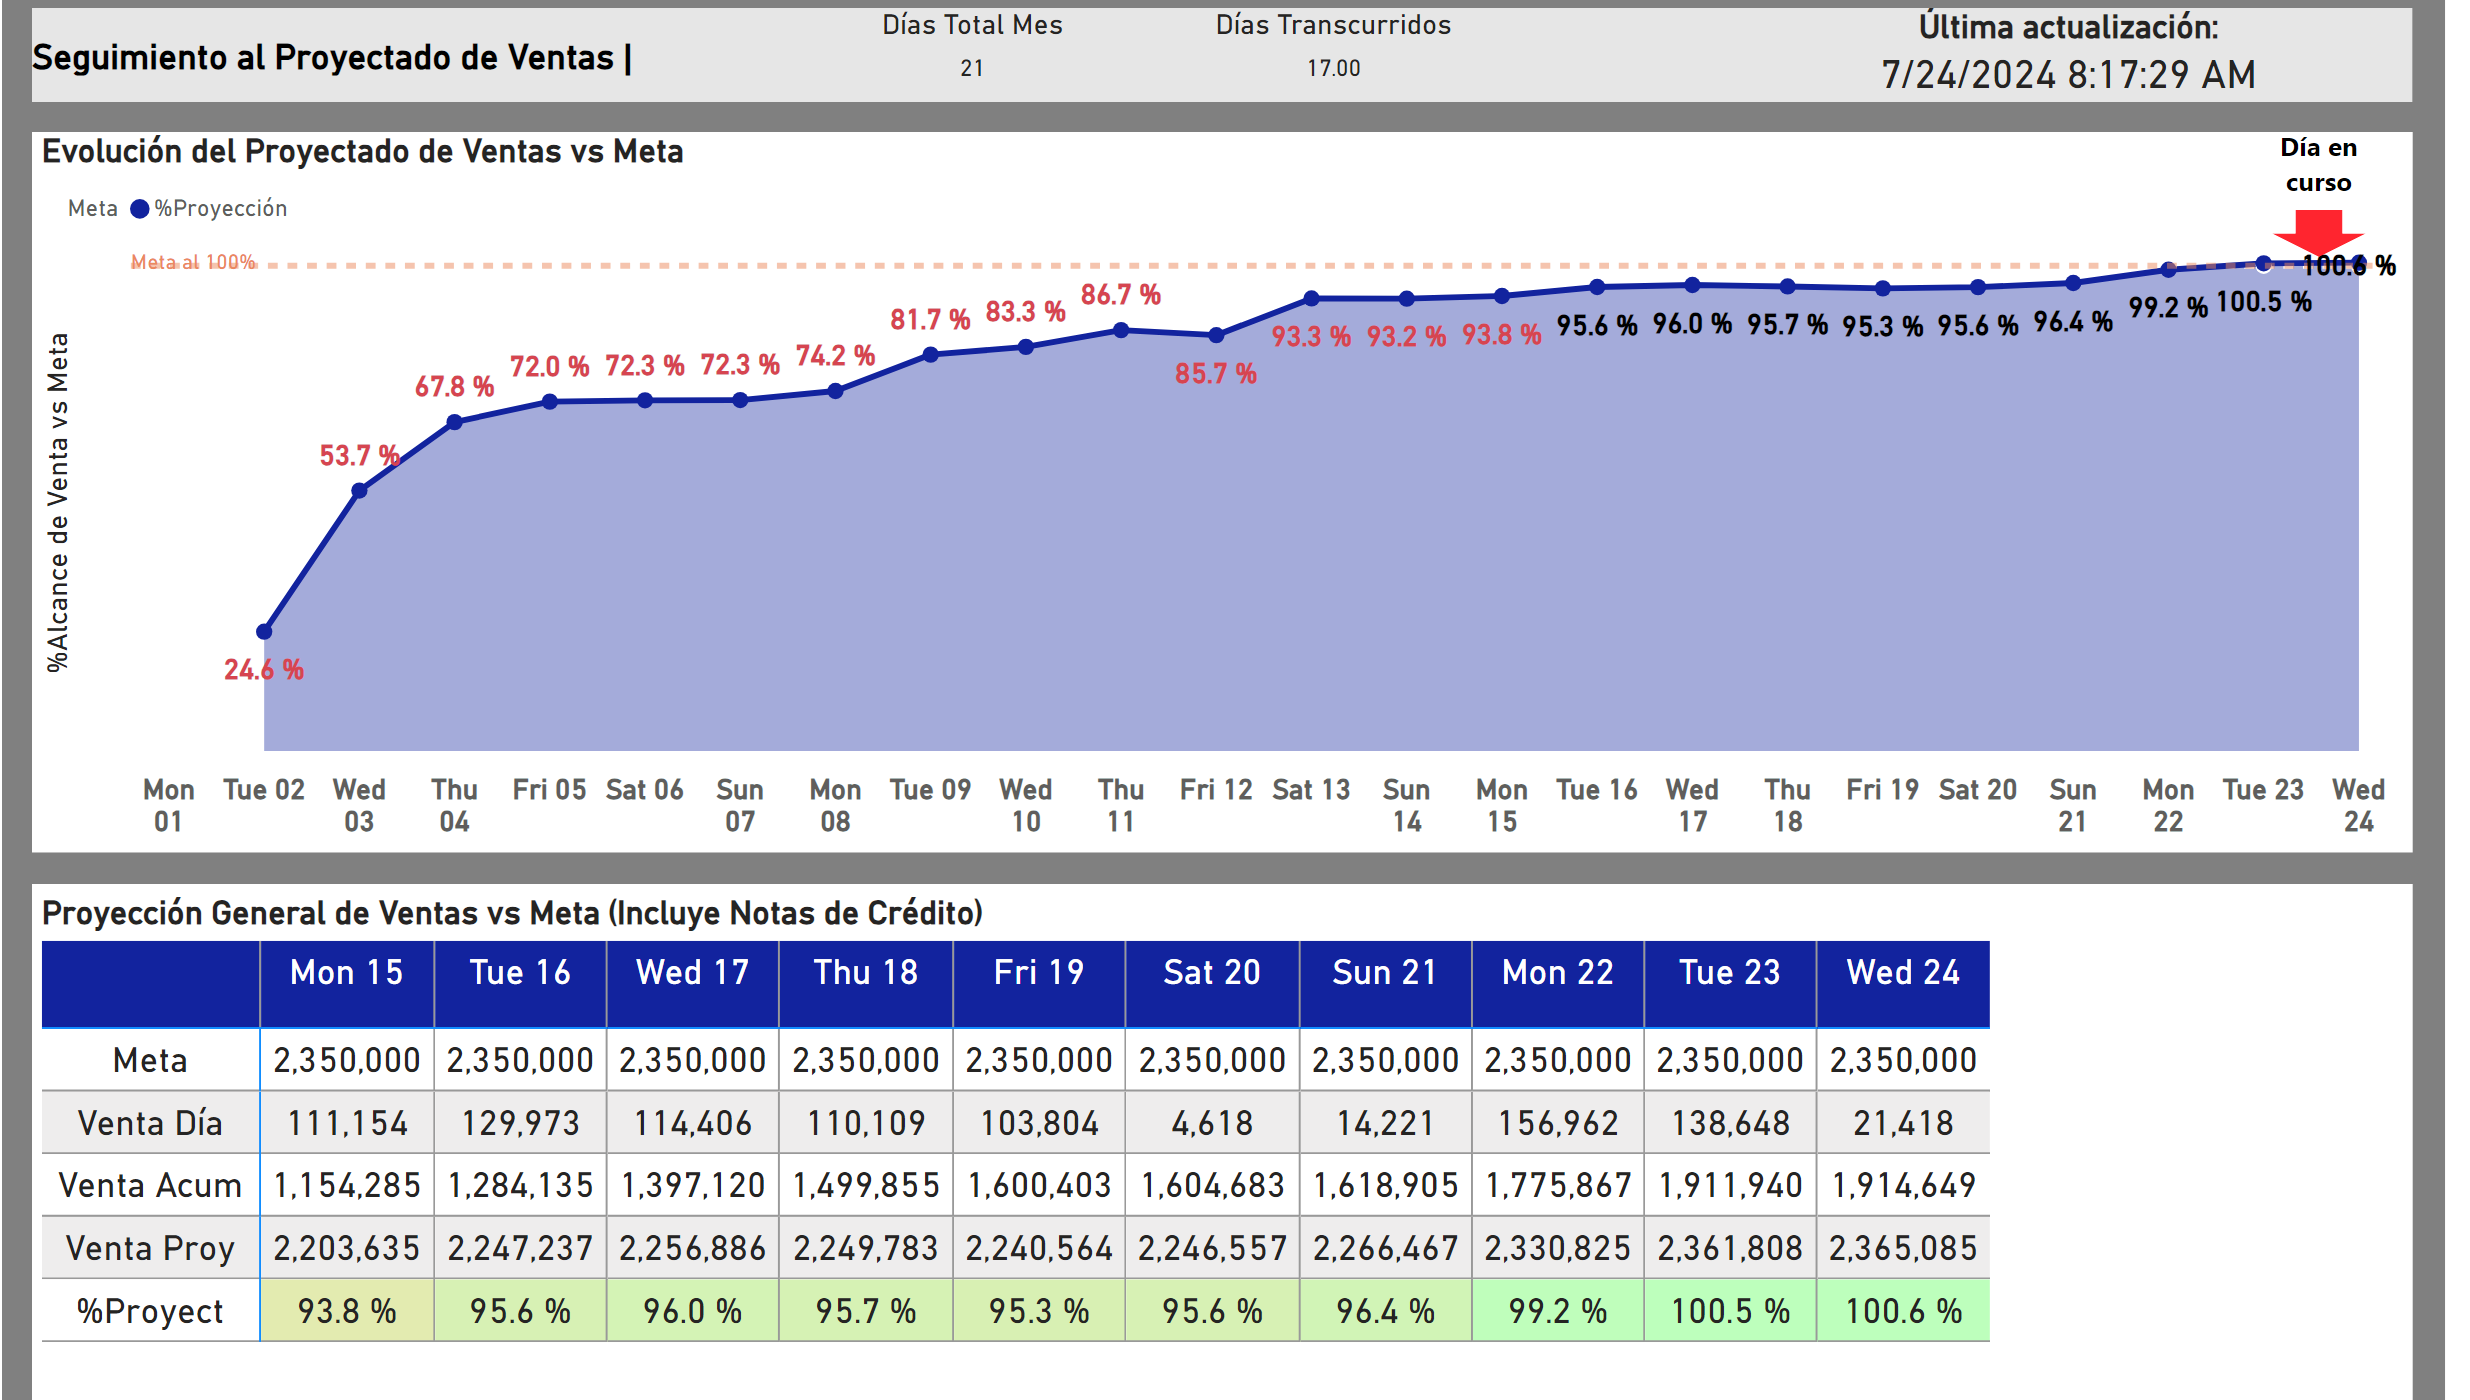 Seguimiento al Proyectado de Ventas |
Días Total Mes
21
Días Transcurridos
17.00
Última actualización:
7/24/2024 8:17:29 AM
Evolución del Proyectado de Ventas vs Meta
Día en
curso
Meta %Proyección
Meta al 100%
%Alcance de Venta vs Meta
24.6 %
53.7 %
67.8 %
72.0 %
72.3 %
72.3 %
74.2 %
81.7 %
83.3 %
86.7 %
85.7 %
93.3 %
93.2 %
93.8 %
95.6 %
96.0 %
95.7 %
95.3 %
95.6 %
96.4 %
99.2 %
100.5 %
100.6 %
Mon 01
Tue 02
Wed 03
Thu 04
Fri 05
Sat 06
Sun 07
Mon 08
Tue 09
Wed 10
Thu 11
Fri 12
Sat 13
Sun 14
Mon 15
Tue 16
Wed 17
Thu 18
Fri 19
Sat 20
Sun 21
Mon 22
Tue 23
Wed 24
Proyección General de Ventas vs Meta (Incluye Notas de Crédito)
Mon 15 Tue 16 Wed 17 Thu 18 Fri 19 Sat 20 Sun 21 Mon 22 Tue 23 Wed 24
Meta 2,350,000 2,350,000 2,350,000 2,350,000 2,350,000 2,350,000 2,350,000 2,350,000 2,350,000 2,350,000
Venta Día 111,154 129,973 114,406 110,109 103,804 4,618 14,221 156,962 138,648 21,418
Venta Acum 1,154,285 1,284,135 1,397,120 1,499,855 1,600,403 1,604,683 1,618,905 1,775,867 1,911,940 1,914,649
Venta Proy 2,203,635 2,247,237 2,256,886 2,249,783 2,240,564 2,246,557 2,266,467 2,330,825 2,361,808 2,365,085
%Proyect 93.8 % 95.6 % 96.0 % 95.7 % 95.3 % 95.6 % 96.4 % 99.2 % 100.5 % 100.6 %